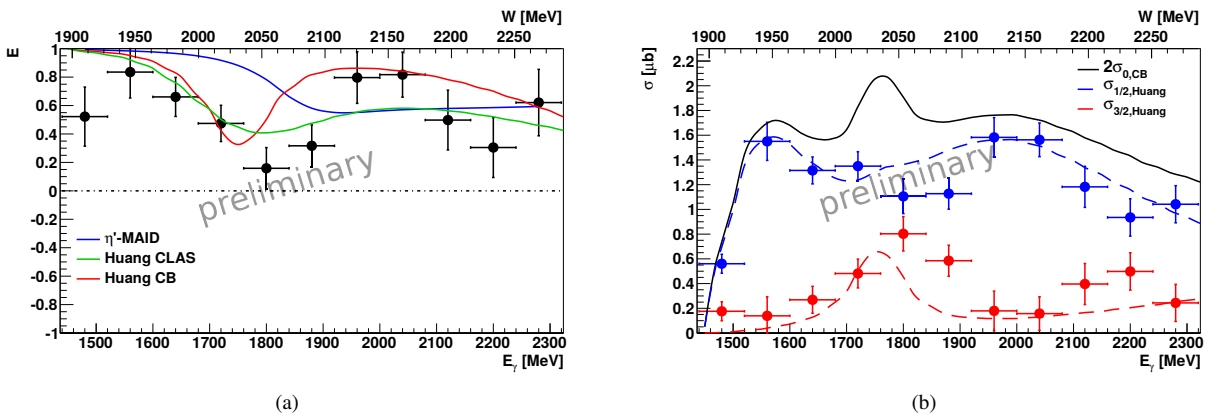 W [MeV]
1900 1950 2000 2050 2100 2150 2200 2250
E
1
0.8
0.6
0.4
0.2
0
-0.2
-0.4
-0.6
-0.8
-1
preliminary
η'-MAID
Huang CLAS
Huang CB
1500 1600 1700 1800 1900 2000 2100 2200 2300
E_γ [MeV]
(a)
W [MeV]
1900 1950 2000 2050 2100 2150 2200 2250
σ [μb]
2.2
2
1.8
1.6
1.4
1.2
1
0.8
0.6
0.4
0.2
0
2σ_0,CB
σ_1/2,Huang
σ_3/2,Huang
preliminary
1500 1600 1700 1800 1900 2000 2100 2200 2300
E_γ [MeV]
(b)